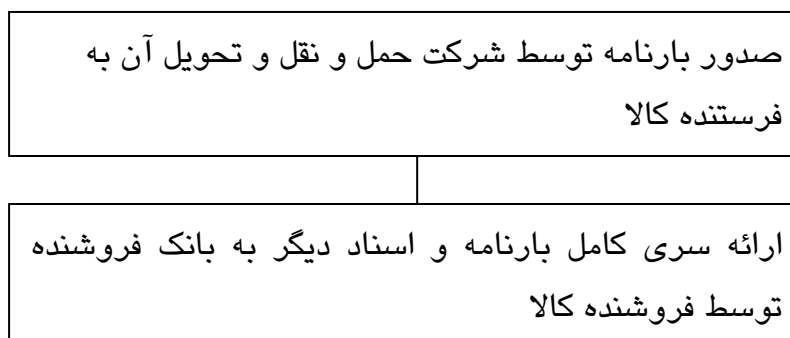 صدور بارنامه توسط شرکت حمل و نقل و تحویل آن به
فرستنده کالا
ارائه سری کامل بارنامه و اسناد دیگر به بانک فروشنده
توسط فروشنده کالا